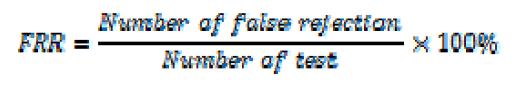 FRR = Number of false rejection / Number of test × 100%